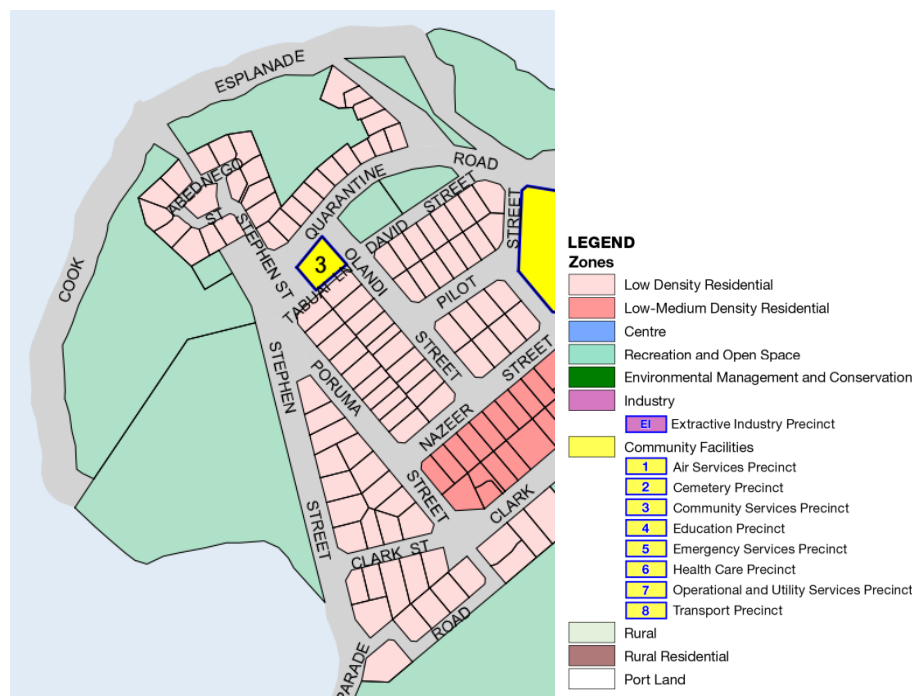 ESPLANADE
COOK
ABEDNEGO
ST
STEPHEN ST
QUARANTINE
ROAD
DAVID STREET
STREET
3
OLANDI
STREET
PILOT
STREET
NAZEER
PORUMA
STREET
STEPHEN
STREET
CLARK
CLARK ST
ROAD
PARADE
LEGEND
Zones
Low Density Residential
Low-Medium Density Residential
Centre
Recreation and Open Space
Environmental Management and Conservation
Industry
EI Extractive Industry Precinct
Community Facilities
1 Air Services Precinct
2 Cemetery Precinct
3 Community Services Precinct
4 Education Precinct
5 Emergency Services Precinct
6 Health Care Precinct
7 Operational and Utility Services Precinct
8 Transport Precinct
Rural
Rural Residential
Port Land